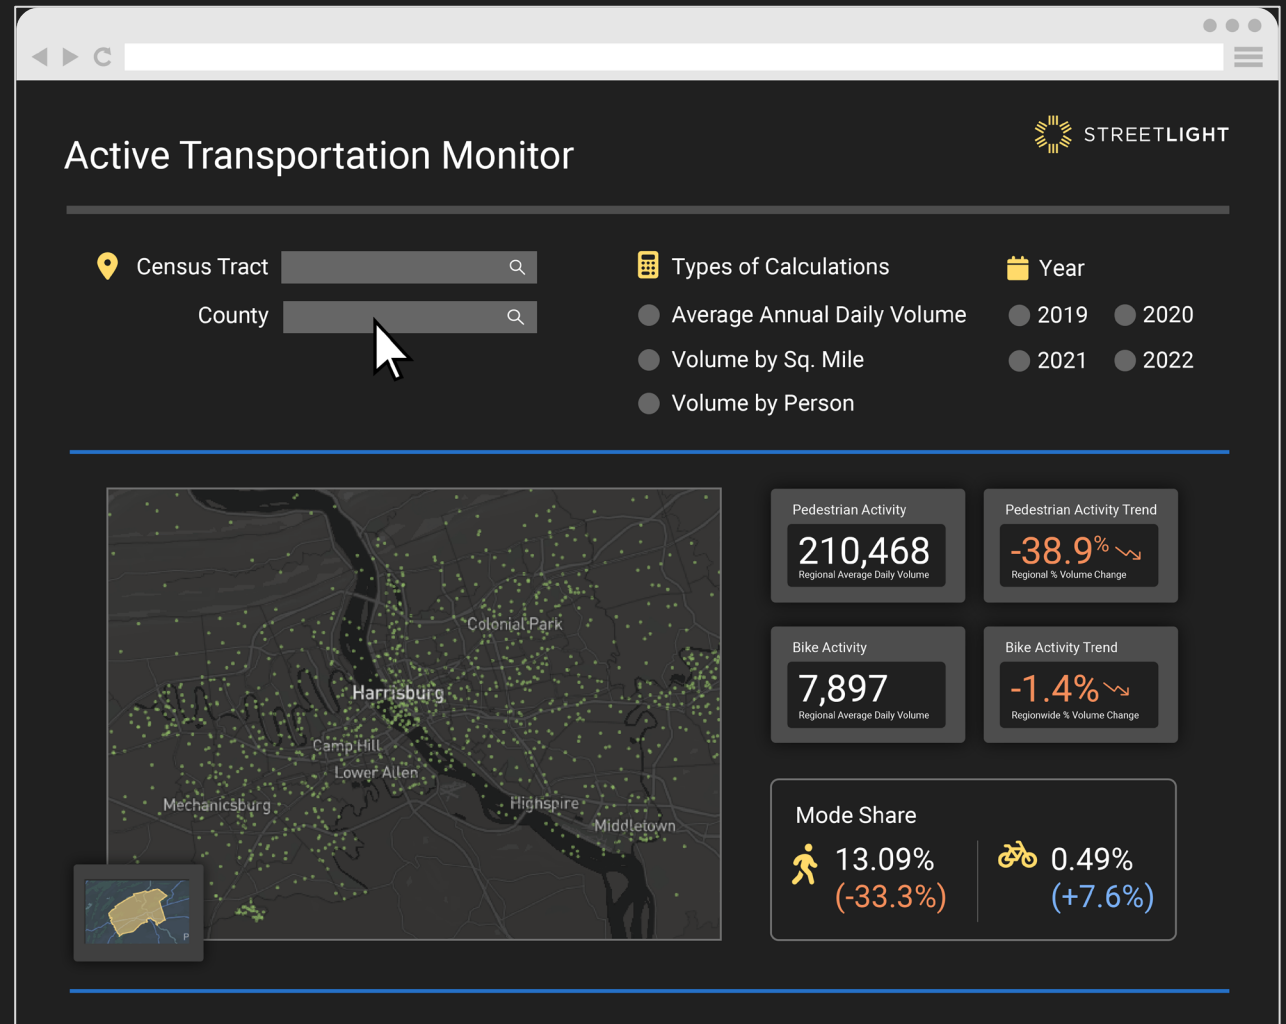 STREETLIGHT
Active Transportation Monitor
Census Tract
County
Types of Calculations
Average Annual Daily Volume
Volume by Sq. Mile
Volume by Person
Year
2019
2020
2021
2022
Colonial Park
Harrisburg
Camp Hill
Lower Allen
Mechanicsburg
Highspire
Middletown
P
Pedestrian Activity
210,468
Regional Average Daily Volume
Pedestrian Activity Trend
-38.9%
Regional % Volume Change
Bike Activity
7,897
Regional Average Daily Volume
Bike Activity Trend
-1.4%
Regionwide % Volume Change
Mode Share
13.09%
(-33.3%)
0.49%
(+7.6%)